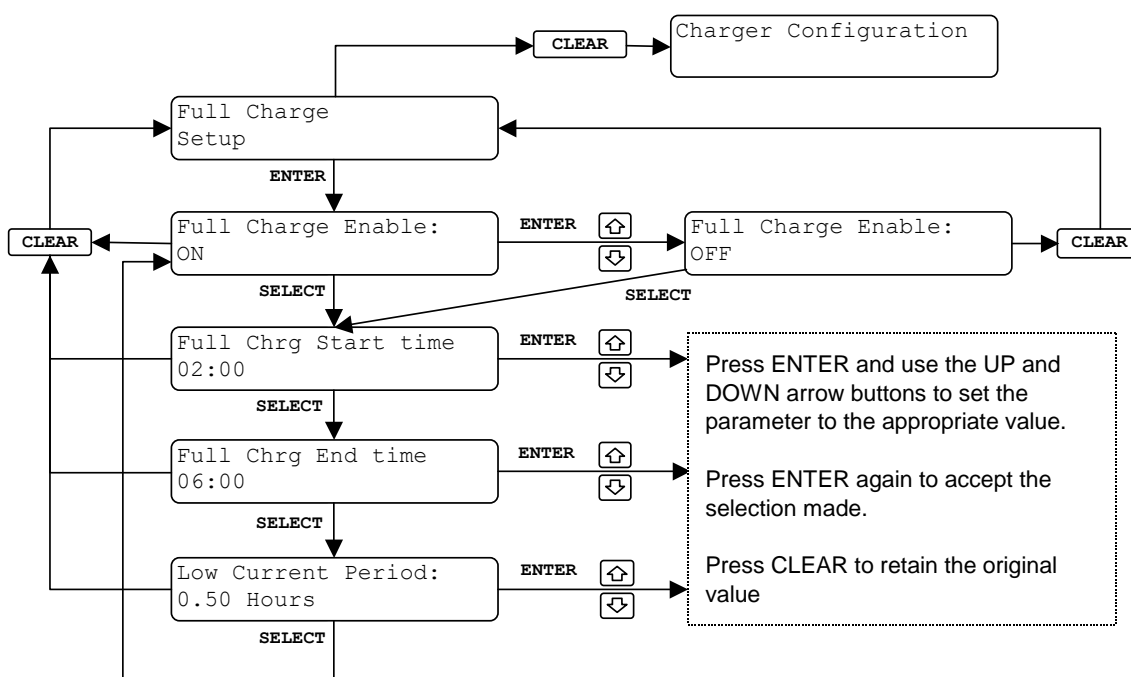 CLEAR
Charger Configuration
Full Charge
Setup
ENTER
Full Charge Enable:
ON
ENTER
Full Charge Enable:
OFF
CLEAR
CLEAR
SELECT
SELECT
Full Chrg Start time
02:00
ENTER
SELECT
Full Chrg End time
06:00
ENTER
SELECT
Low Current Period:
0.50 Hours
ENTER
SELECT
Press ENTER and use the UP and
DOWN arrow buttons to set the
parameter to the appropriate value.
Press ENTER again to accept the
selection made.
Press CLEAR to retain the original
value